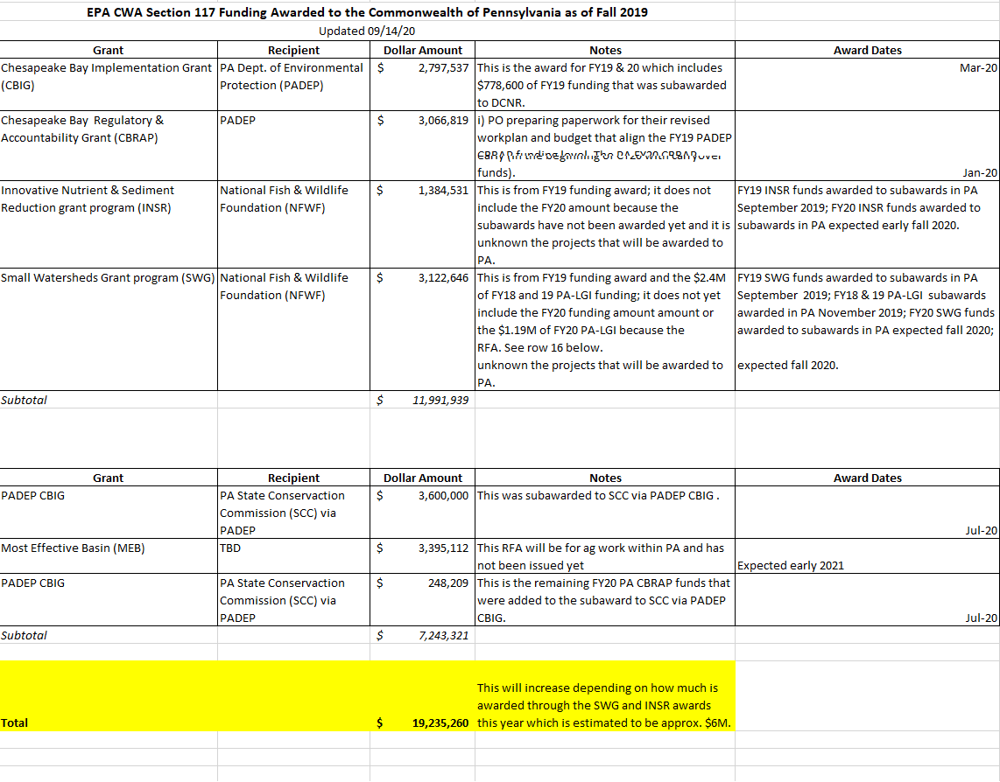 EPA CWA Section 117 Funding Awarded to the Commonwealth of Pennsylvania as of Fall 2019
Updated 09/14/20
Grant Recipient Dollar Amount Notes Award Dates
Chesapeake Bay Implementation Grant
(CBIG)
PA Dept. of Environmental
Protection (PADEP)
$ 2,797,537
This is the award for FY19 & 20 which includes
$778,600 of FY19 funding that was subawarded
to DCNR.
Mar-20
Chesapeake Bay Regulatory &
Accountability Grant (CBRAP)
PADEP
$ 3,066,819
i) PO preparing paperwork for their revised
workplan and budget that align the FY19 PADEP
funds).
Jan-20
Innovative Nutrient & Sediment
Reduction grant program (INSR)
National Fish & Wildlife
Foundation (NFWF)
$ 1,384,531
This is from FY19 funding award; it does not
include the FY20 amount because the
subawards have not been awarded yet and it is
unknown the projects that will be awarded to
PA.
FY19 INSR funds awarded to subawards in PA
September 2019; FY20 INSR funds awarded to
subawards in PA expected early fall 2020.
Small Watersheds Grant program (SWG)
National Fish & Wildlife
Foundation (NFWF)
$ 3,122,646
This is from FY19 funding award and the $2.4M
of FY18 and 19 PA-LGI funding; it does not yet
include the FY20 funding amount amount or
the $1.19M of FY20 PA-LGI because the
RFA. See row 16 below.
unknown the projects that will be awarded to
PA.
FY19 SWG funds awarded to subawards in PA
September 2019; FY18 & 19 PA-LGI subawards
awarded in PA November 2019; FY20 SWG funds
awarded to subawards in PA expected fall 2020;
expected fall 2020.
Subtotal $ 11,991,939
Grant Recipient Dollar Amount Notes Award Dates
PADEP CBIG
PA State Conservaction
Commission (SCC) via
PADEP
$ 3,600,000
This was subawarded to SCC via PADEP CBIG .
Jul-20
Most Effective Basin (MEB)
TBD
$ 3,395,112
This RFA will be for ag work within PA and has
not been issued yet
Expected early 2021
PADEP CBIG
PA State Conservaction
Commission (SCC) via
PADEP
$ 248,209
This is the remaining FY20 PA CBRAP funds that
were added to the subaward to SCC via PADEP
CBIG.
Jul-20
Subtotal $ 7,243,321
Total $ 19,235,260
This will increase depending on how much is
awarded through the SWG and INSR awards
this year which is estimated to be approx. $6M.